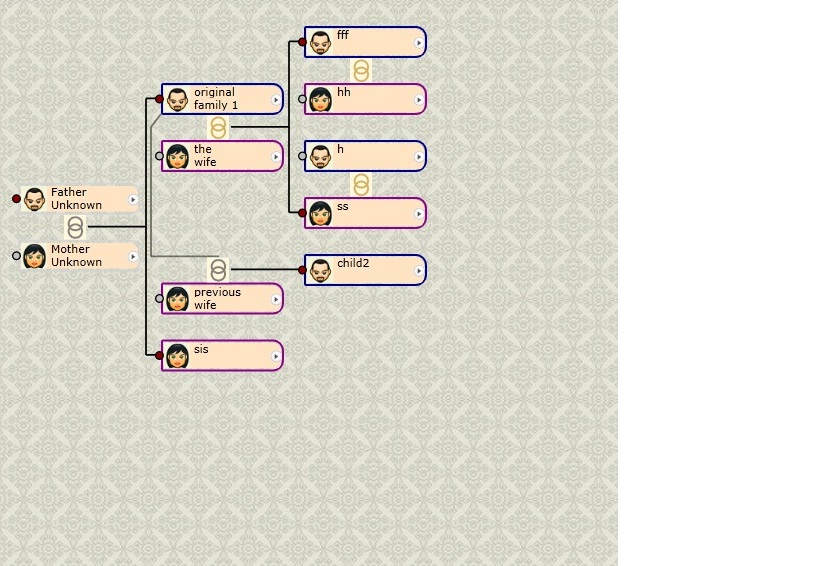 fff
original
family 1
hh
the
wife
h
Father
Unknown
ss
Mother
Unknown
child2
previous
wife
sis